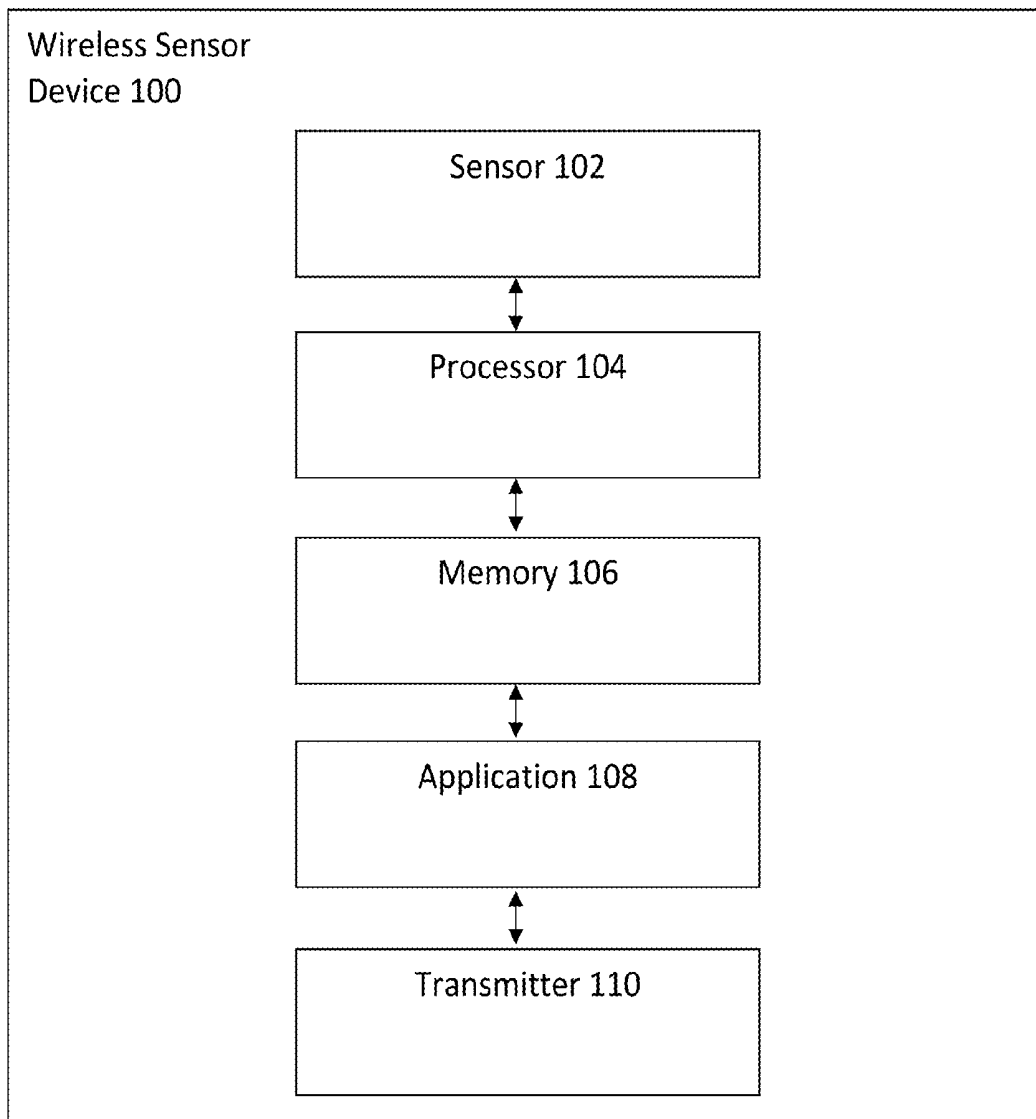 Wireless Sensor
Device 100
Sensor 102
Processor 104
Memory 106
Application 108
Transmitter 110